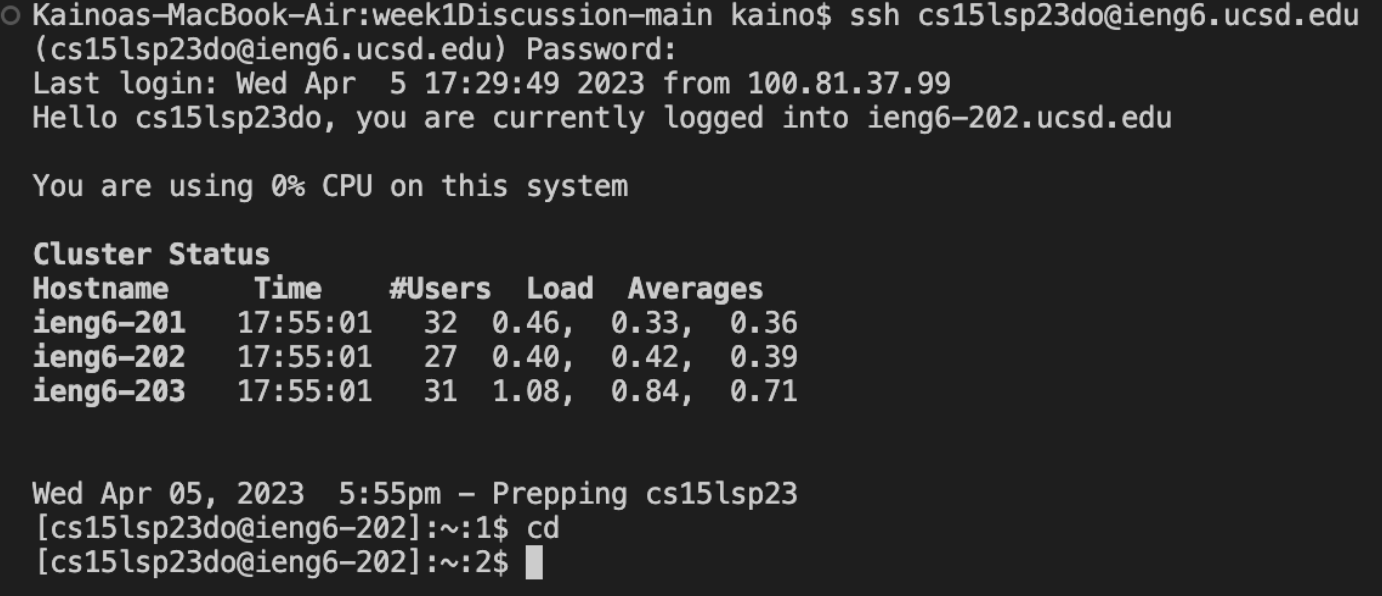 Kainoas-MacBook-Air:week1Discussion-main kaino$ ssh cs15lsp23do@ieng6.ucsd.edu
(cs15lsp23do@ieng6.ucsd.edu) Password:
Last login: Wed Apr  5 17:29:49 2023 from 100.81.37.99
Hello cs15lsp23do, you are currently logged into ieng6-202.ucsd.edu
You are using 0% CPU on this system
Cluster Status
Hostname     Time    #Users  Load  Averages
ieng6-201   17:55:01   32  0.46,  0.33,  0.36
ieng6-202   17:55:01   27  0.40,  0.42,  0.39
ieng6-203   17:55:01   31  1.08,  0.84,  0.71
Wed Apr 05, 2023  5:55pm - Prepping cs15lsp23
[cs15lsp23do@ieng6-202]:~:1$ cd
[cs15lsp23do@ieng6-202]:~:2$